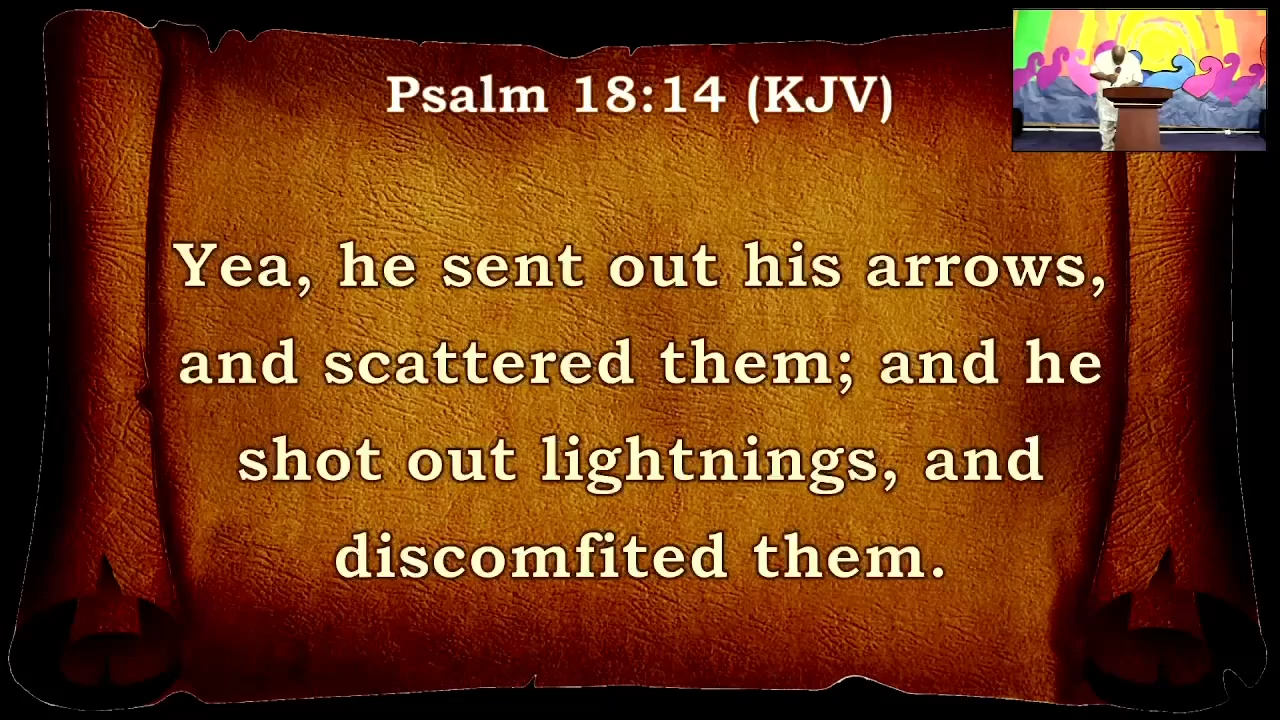 Psalm 18:14 (KJV)
Yea, he sent out his arrows,
and scattered them; and he
shot out lightnings, and
discomfited them.